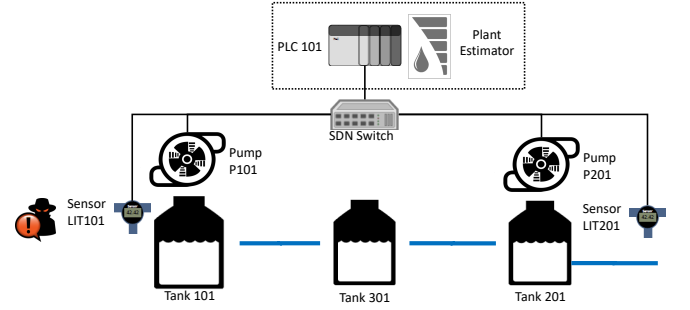 PLC 101
Plant
Estimator
SDN Switch
Pump
P101
Pump
P201
Sensor
LIT101
Sensor
LIT201
Tank 101
Tank 301
Tank 201